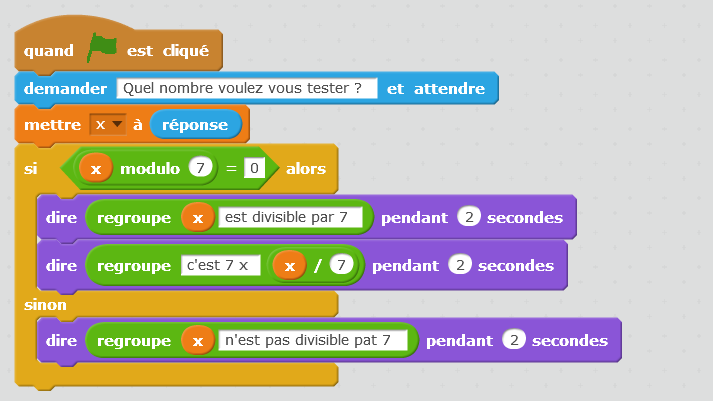 quand est cliqué
demander Quel nombre voulez vous tester ? et attendre
mettre x à réponse
si x modulo 7 = 0 alors
dire regroupe x est divisible par 7 pendant 2 secondes
dire regroupe c'est 7 x x / 7 pendant 2 secondes
sinon
dire regroupe x n'est pas divisible pat 7 pendant 2 secondes